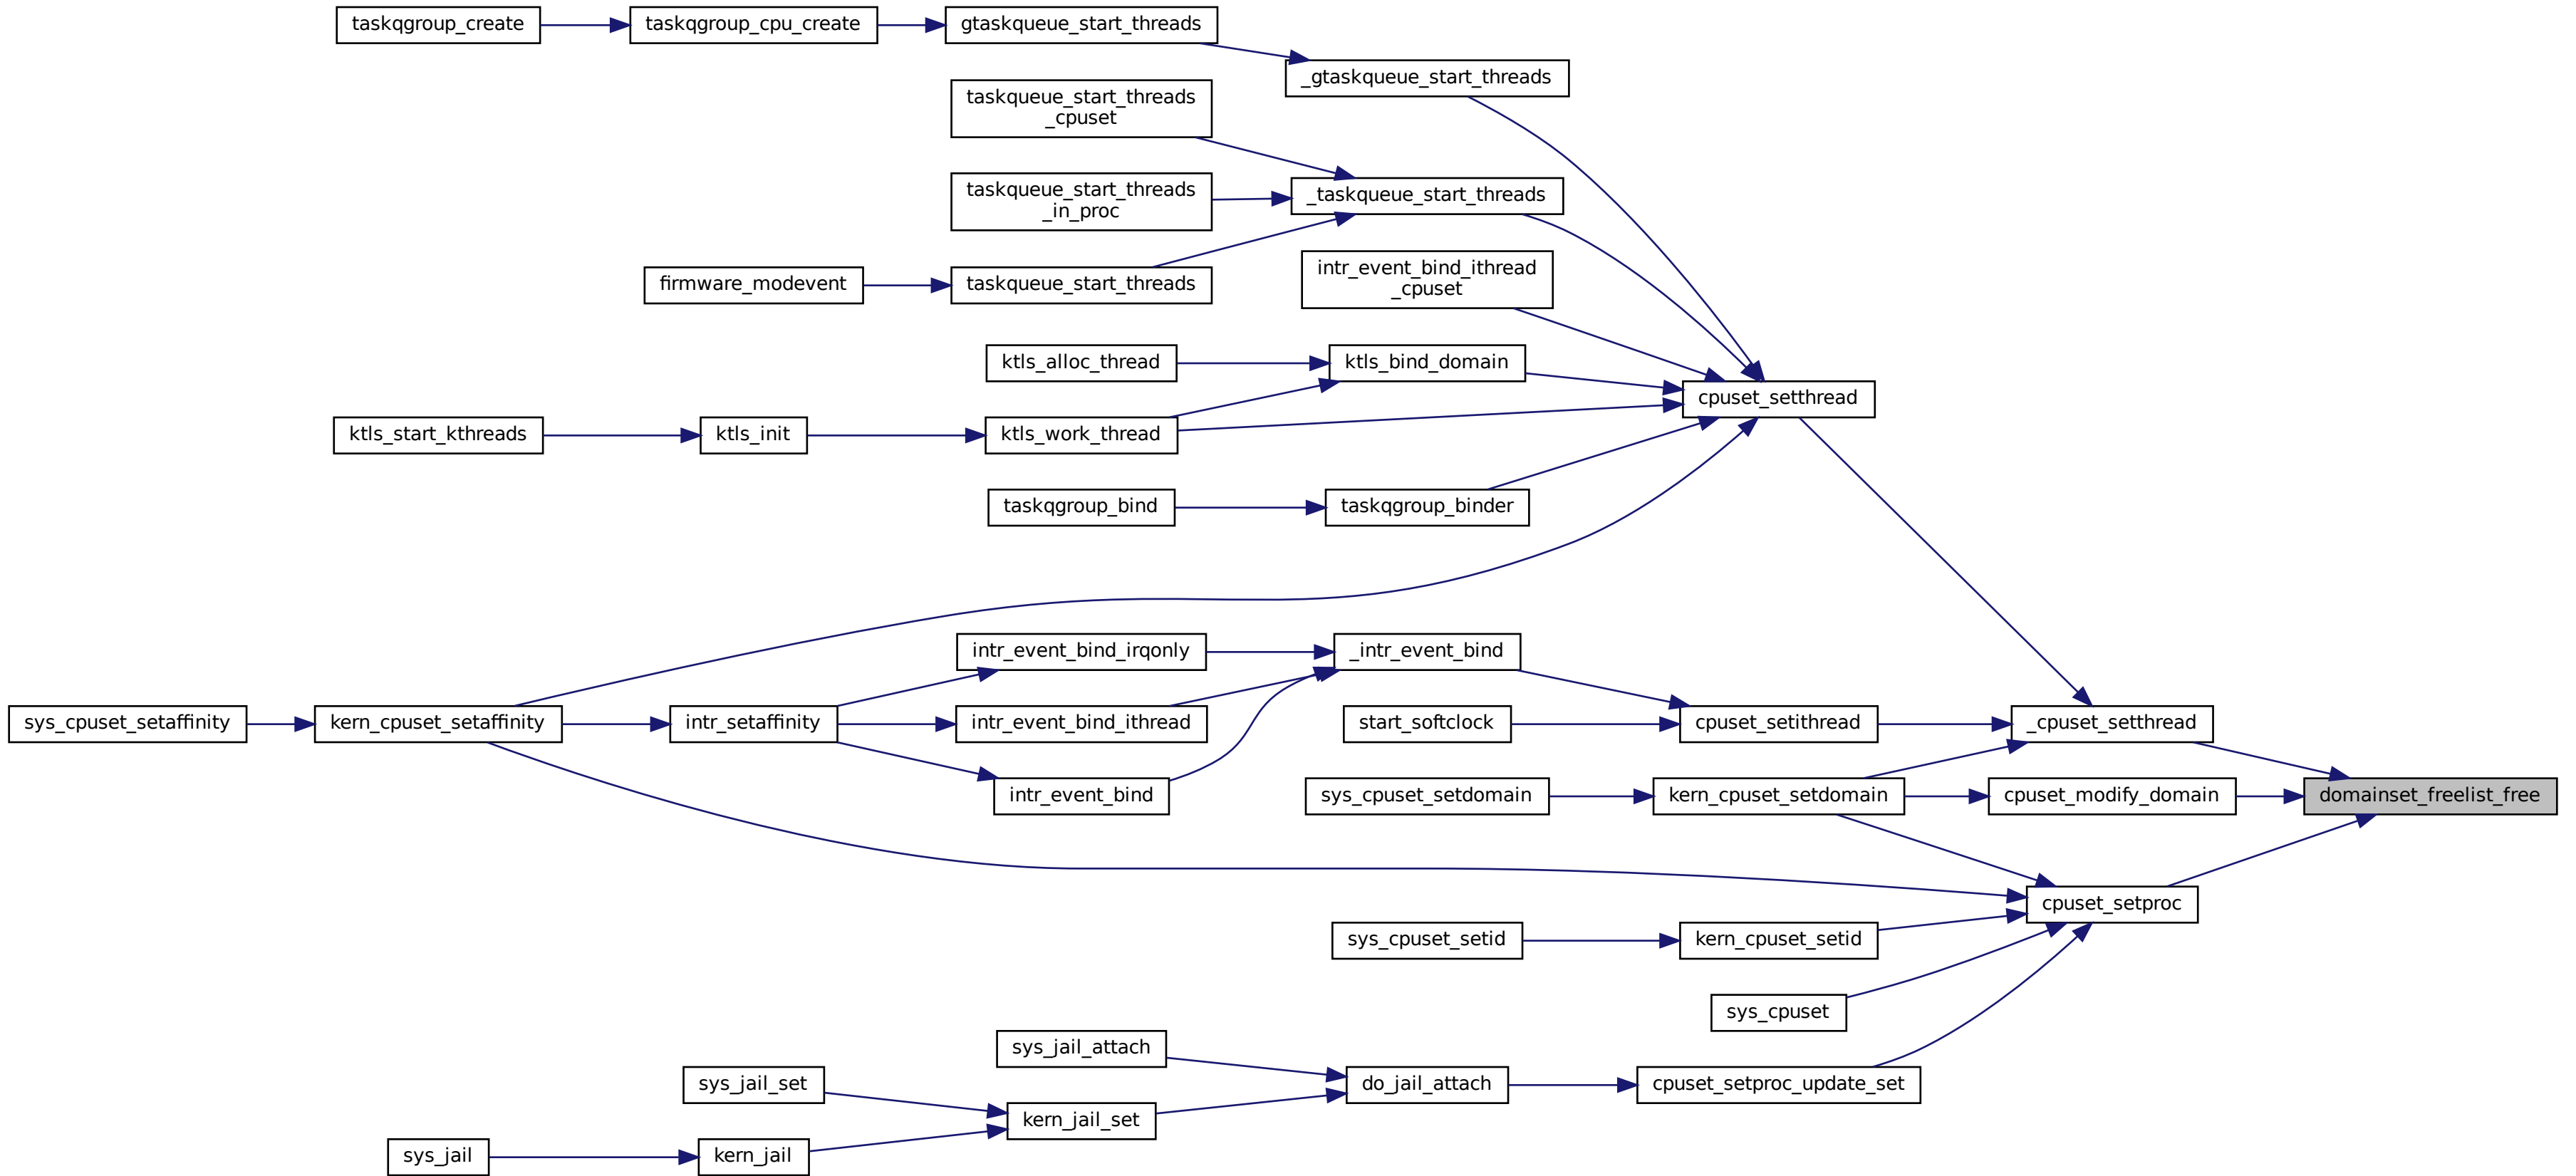 taskqgroup_create
taskqgroup_cpu_create
gtaskqueue_start_threads
_gtaskqueue_start_threads
taskqueue_start_threads
_cpuset
taskqueue_start_threads
_in_proc
_taskqueue_start_threads
firmware_modevent
taskqueue_start_threads
intr_event_bind_ithread
_cpuset
ktls_alloc_thread
ktls_bind_domain
cpuset_setthread
ktls_start_kthreads
ktls_init
ktls_work_thread
taskqgroup_bind
taskqgroup_binder
intr_event_bind_irqonly
_intr_event_bind
sys_cpuset_setaffinity
kern_cpuset_setaffinity
intr_setaffinity
intr_event_bind_ithread
start_softclock
cpuset_setithread
_cpuset_setthread
intr_event_bind
sys_cpuset_setdomain
kern_cpuset_setdomain
cpuset_modify_domain
domainset_freelist_free
cpuset_setproc
sys_cpuset_setid
kern_cpuset_setid
sys_cpuset
sys_jail_attach
sys_jail_set
do_jail_attach
cpuset_setproc_update_set
kern_jail_set
sys_jail
kern_jail